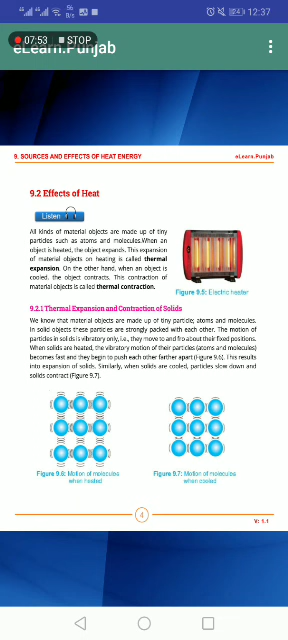 56
B/s
24
12:37
07:53 STOP
eLearn.Punjab
9. SOURCES AND EFFECTS OF HEAT ENERGY
eLearn.Punjab
9.2 Effects of Heat
Listen
All kinds of material objects are made up of tiny
particles such as atoms and molecules.When an
object is heated, the object expands. This expansion
of material objects on heating is called thermal
expansion. On the other hand, when an object is
cooled, the object contracts. This contraction of
material objects is called thermal contraction.
Figure 9.5: Electric heater
9.2.1 Thermal Expansion and Contraction of Solids
We know that material objects are made up of tiny particle; atoms and molecules.
In solid objects these particles are strongly packed with each other. The motion of
particles in solids is vibratory only, i.e., they move to and fro about their fixed positions.
When solids are heated, the vibratory motion of their particles (atoms and molecules)
becomes fast and they begin to push each other farther apart (Figure 9.6). This results
into expansion of solids. Similarly, when solids are cooled, particles slow down and
solids contract (Figure 9.7).
Figure 9.6: Motion of molecules
when heated
Figure 9.7: Motion of molecules
when cooled
4
V: 1.1